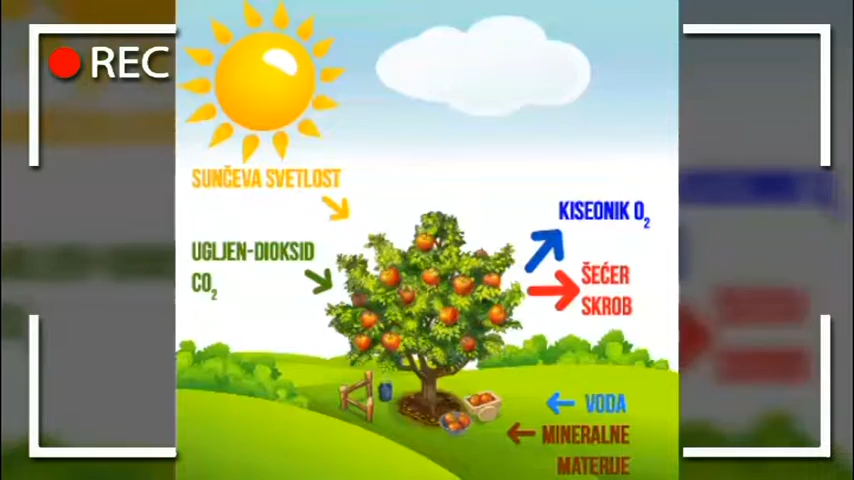 REC
SUNČEVA SVETLOST
UGLJEN-DIOKSID
CO₂
KISEONIK O₂
ŠEĆER
SKROB
VODA
MINERALNE
MATERIJE